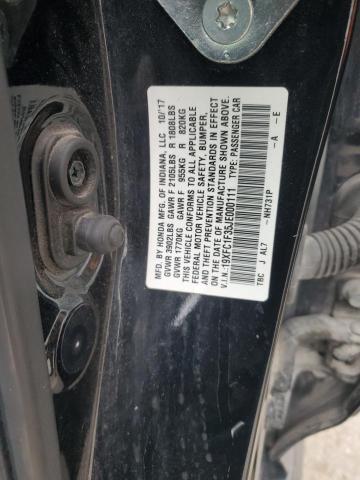 MFD. BY HONDA MFG. OF INDIANA, LLC 10/17
GVWR 3902LBS GAWR F 2105LBS R 1808LBS
GVWR 1770KG GAWR F 955KG R 820KG
THIS VEHICLE CONFORMS TO ALL APPLICABLE
FEDERAL MOTOR VEHICLE SAFETY, BUMPER,
AND THEFT PREVENTION STANDARDS IN EFFECT
ON THE DATE OF MANUFACTURE SHOWN ABOVE.
V.I.N.:19XFC1F35JE000111 TYPE: PASSENGER CAR
TBC J AL7 -NH731P -A -E